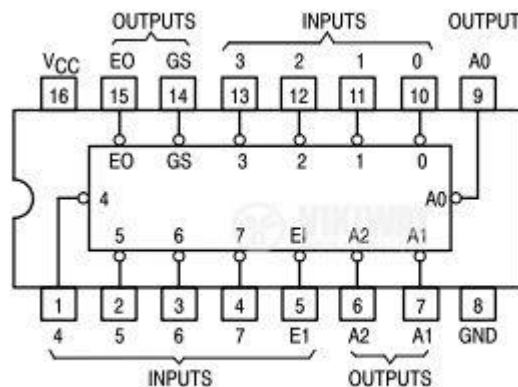 OUTPUTS INPUTS OUTPUT
VCC EO GS 3 2 1 0 A0
16 15 14 13 12 11 10 9
EO GS 3 2 1 0
4 A0
VIKIWAY
5 6 7 EI A2 A1
1 2 3 4 5 6 7 8
4 5 6 7 E1 A2 A1 GND
INPUTS OUTPUTS